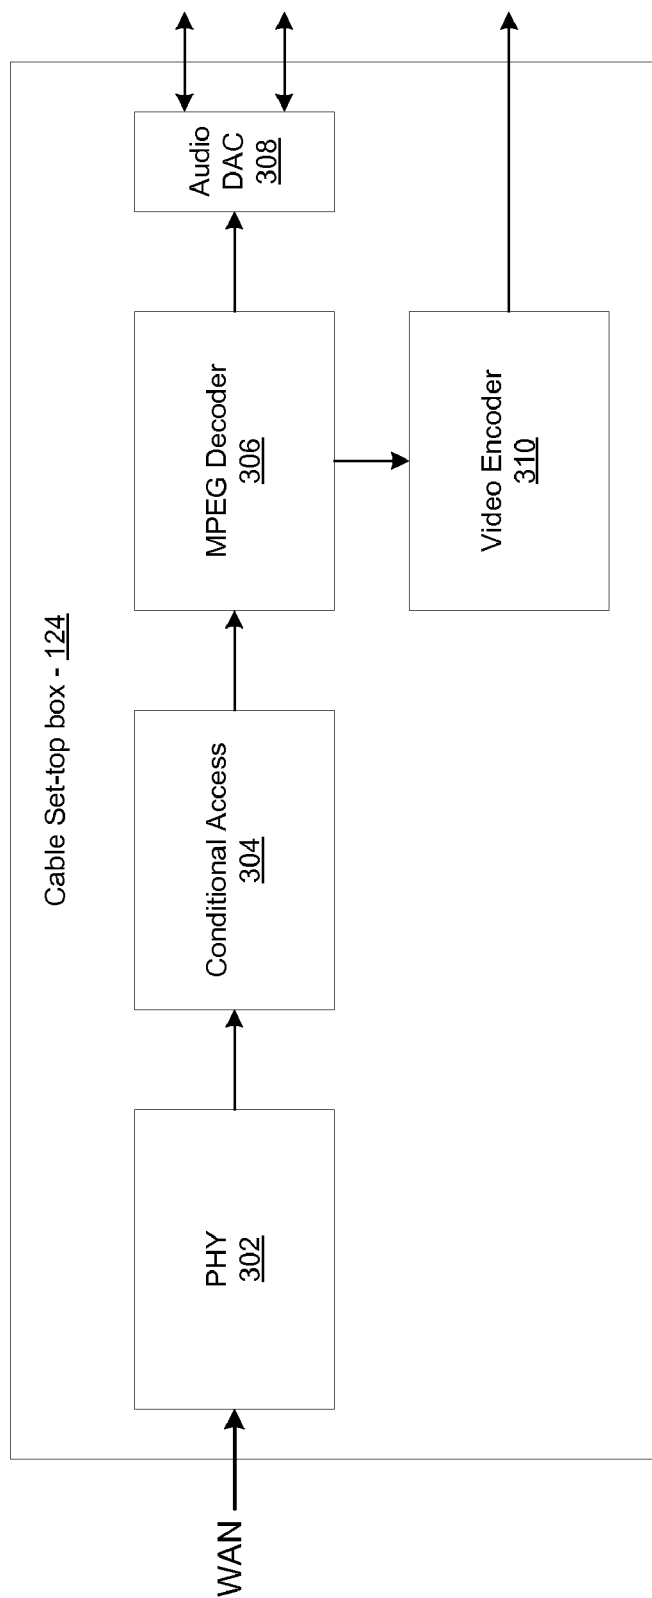 Cable Set-top box - 124
WAN
PHY
302
Conditional Access
304
MPEG Decoder
306
Audio
DAC
308
Video Encoder
310